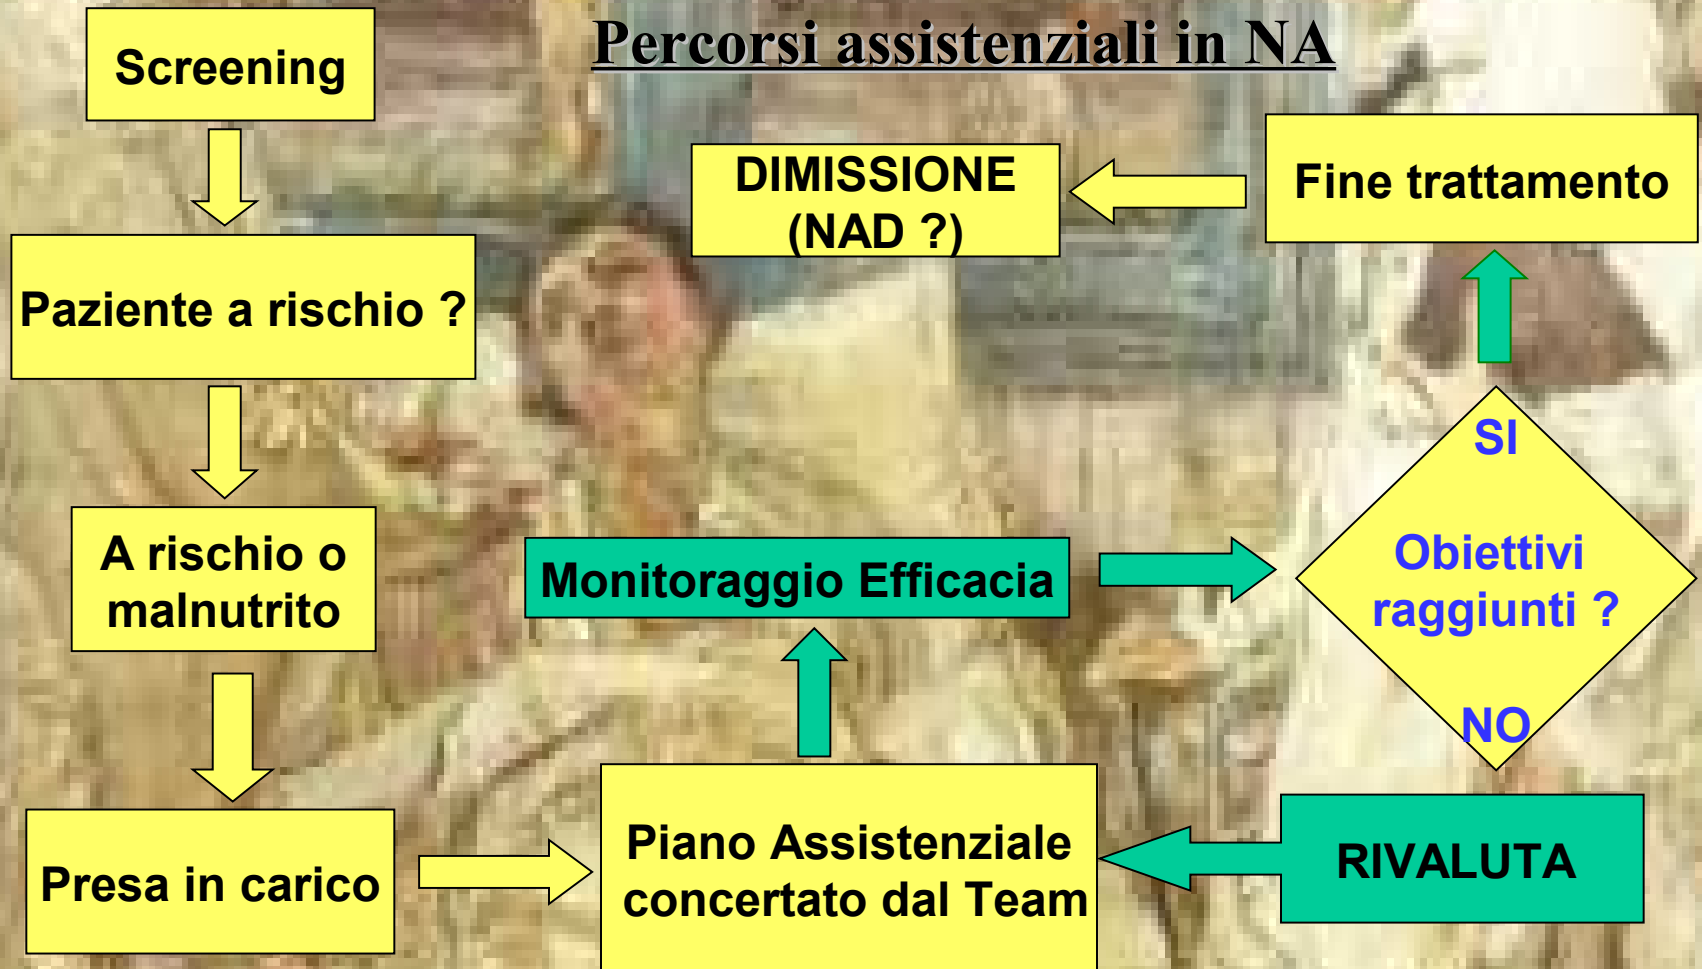 Percorsi assistenziali in NA
Screening
Paziente a rischio ?
A rischio o
malnutrito
Presa in carico
Piano Assistenziale
concertato dal Team
Monitoraggio Efficacia
SI
Obiettivi
raggiunti ?
NO
RIVALUTA
Fine trattamento
DIMISSIONE
(NAD ?)